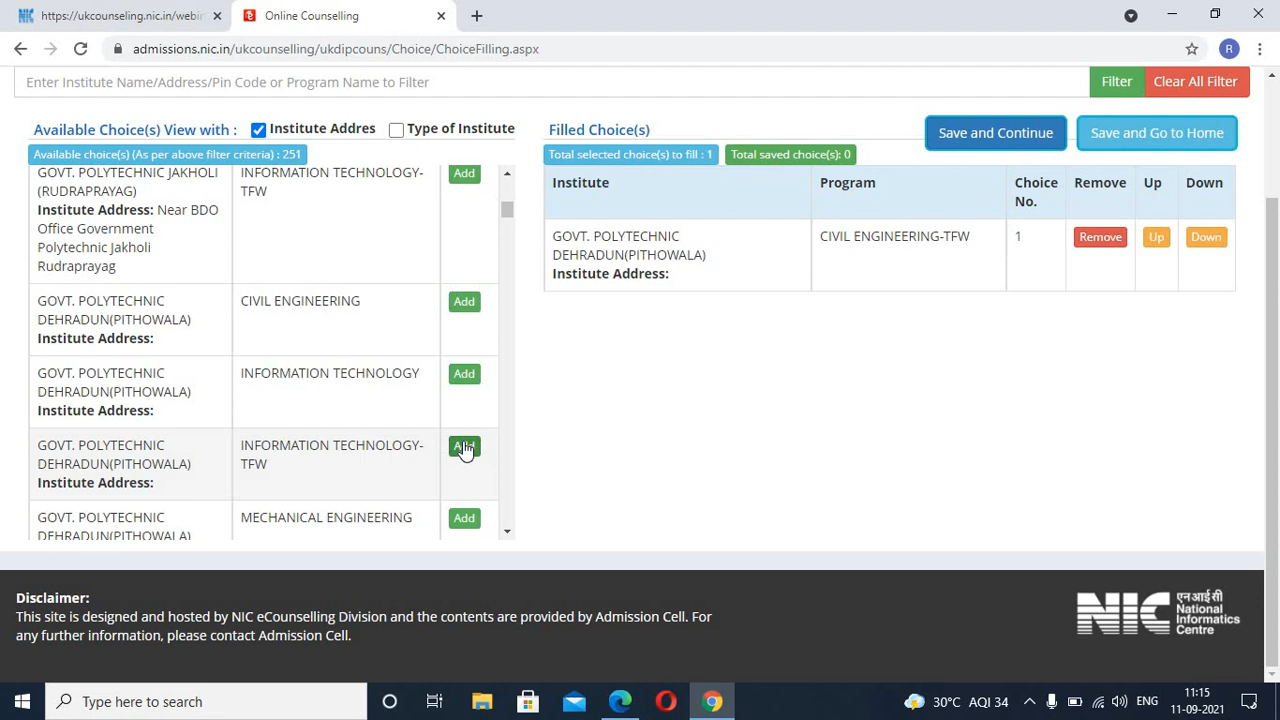 https://ukcounseling.nic.in/webin
Online Counselling
admissions.nic.in/ukcounselling/ukdipcouns/Choice/ChoiceFilling.aspx
R
Enter Institute Name/Address/Pin Code or Program Name to Filter
Filter
Clear All Filter
Available Choice(s) View with :
Institute Addres
Type of Institute
Available choice(s) (As per above filter criteria) : 251
GOVT. POLYTECHNIC JAKHOLI
(RUDRAPRAYAG)
Institute Address: Near BDO
Office Government
Polytechnic Jakholi
Rudraprayag
INFORMATION TECHNOLOGY-
TFW
Add
GOVT. POLYTECHNIC
DEHRADUN(PITHOWALA)
Institute Address:
CIVIL ENGINEERING
Add
GOVT. POLYTECHNIC
DEHRADUN(PITHOWALA)
Institute Address:
INFORMATION TECHNOLOGY
Add
GOVT. POLYTECHNIC
DEHRADUN(PITHOWALA)
Institute Address:
INFORMATION TECHNOLOGY-
TFW
GOVT. POLYTECHNIC
DEHRADUN(PITHOWALA)
MECHANICAL ENGINEERING
Add
Filled Choice(s)
Save and Continue
Save and Go to Home
Total selected choice(s) to fill : 1
Total saved choice(s): 0
Institute
Program
Choice
No.
Remove
Up
Down
GOVT. POLYTECHNIC
DEHRADUN(PITHOWALA)
Institute Address:
CIVIL ENGINEERING-TFW
1
Remove
Up
Down
Disclaimer:
This site is designed and hosted by NIC eCounselling Division and the contents are provided by Admission Cell. For
any further information, please contact Admission Cell.
NIC
एन आई सी
National
Informatics
Centre
Type here to search
30°C AQI 34
ENG
11:15
11-09-2021